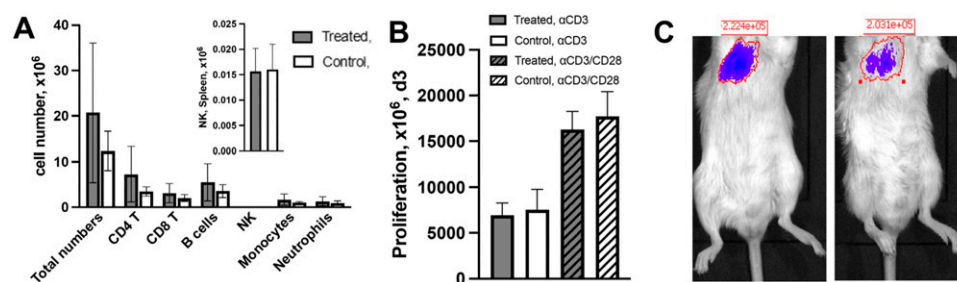 A
cell number, x10⁶
40
30
20
10
0
Total numbers
CD4 T
CD8 T
B cells
NK
Monocytes
Neutrophils
NK, Spleen, x10⁶
0.025
0.020
0.015
0.010
0.005
0.000
Treated,
Control,
B
Treated, αCD3
Control, αCD3
Treated, αCD3/CD28
Control, αCD3/CD28
Proliferation, x10⁶, d3
25000
20000
15000
10000
5000
0
C
2.224e+05
2.031e+05